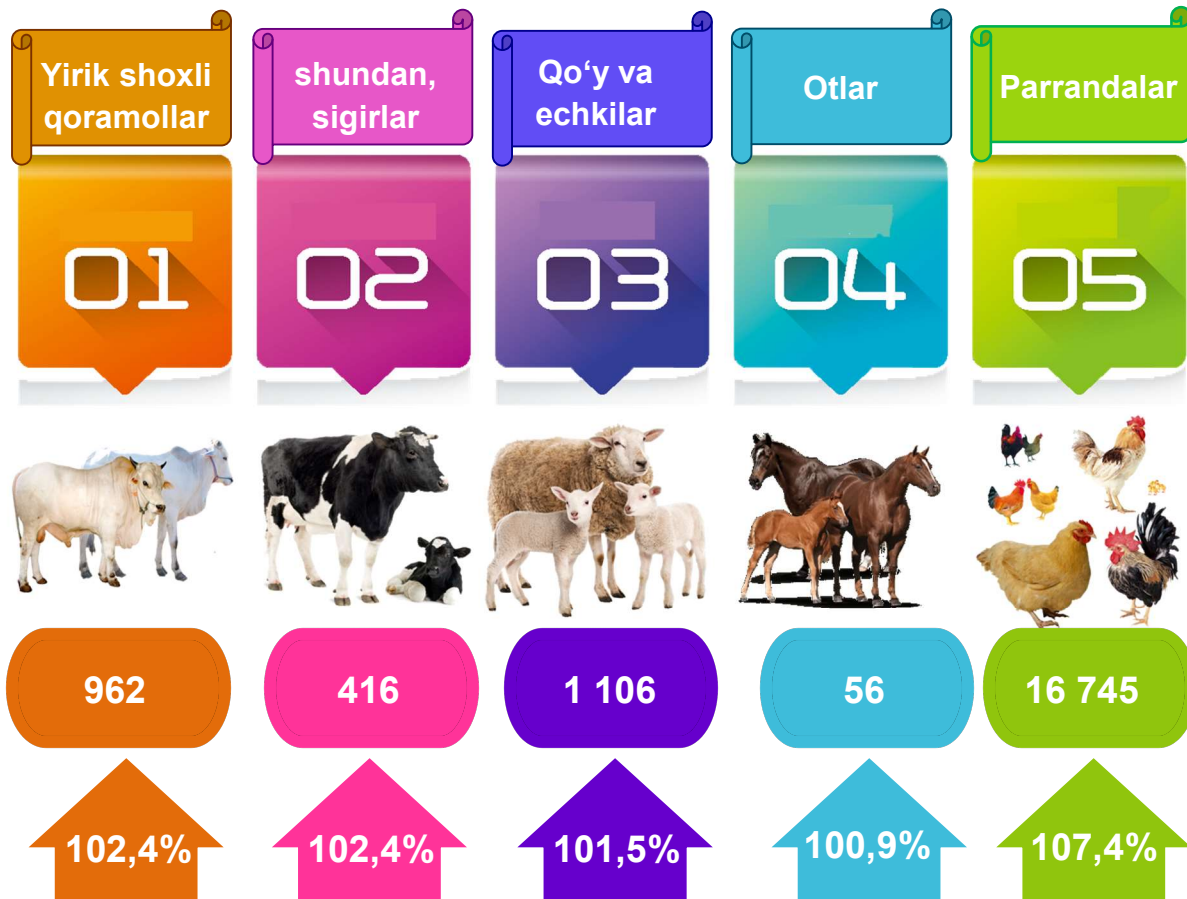 Yirik shoxli
qoramollar
shundan,
sigirlar
Qo‘y va
echkilar
Otlar
Parrandalar
01
02
03
04
05
962
416
1 106
56
16 745
102,4%
102,4%
101,5%
100,9%
107,4%